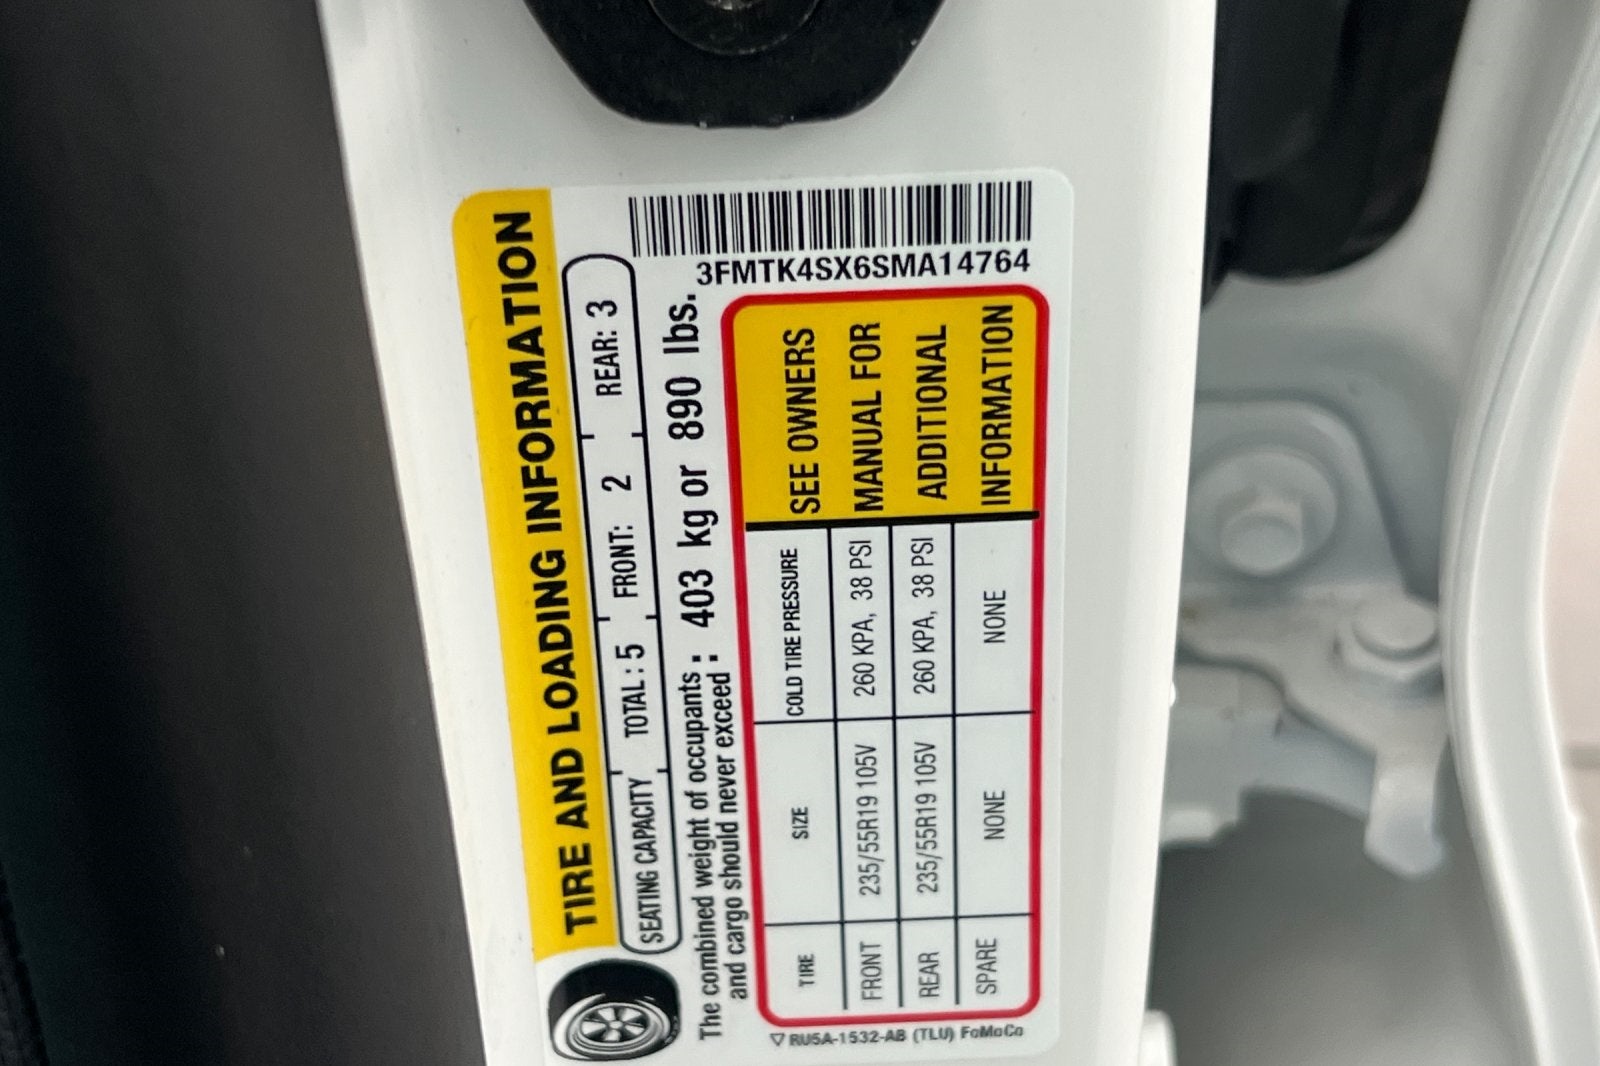 TIRE AND LOADING INFORMATION
SEATING CAPACITY TOTAL: 5 FRONT: 2 REAR: 3
The combined weight of occupants and cargo should never exceed: 403 kg or 890 lbs.
3FMTK4SX6SMA14764
TIRE SIZE COLD TIRE PRESSURE
FRONT 235/55R19 105V 260 KPA, 38 PSI
REAR 235/55R19 105V 260 KPA, 38 PSI
SPARE NONE NONE
SEE OWNERS
MANUAL FOR
ADDITIONAL
INFORMATION
RU5A-1532-AB (TLU) FoMoCo